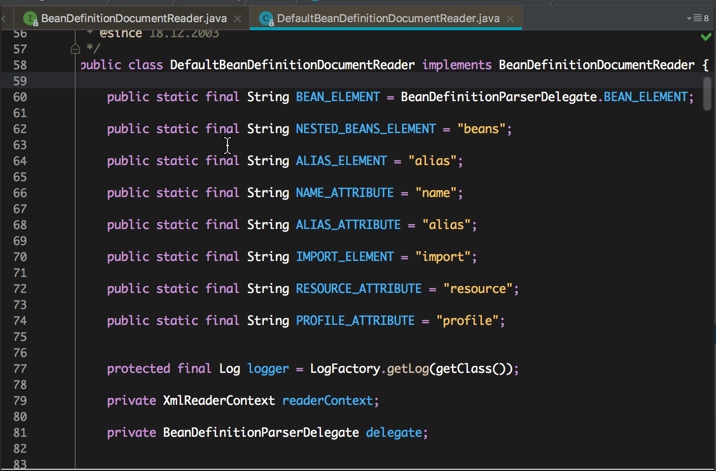 BeanDefinitionDocumentReader.java
DefaultBeanDefinitionDocumentReader.java
8
56 * @since 18.12.2003
57 */
58 public class DefaultBeanDefinitionDocumentReader implements BeanDefinitionDocumentReader {
59
60 public static final String BEAN_ELEMENT = BeanDefinitionParserDelegate.BEAN_ELEMENT;
61
62 public static final String NESTED_BEANS_ELEMENT = "beans";
63
64 public static final String ALIAS_ELEMENT = "alias";
65
66 public static final String NAME_ATTRIBUTE = "name";
67
68 public static final String ALIAS_ATTRIBUTE = "alias";
69
70 public static final String IMPORT_ELEMENT = "import";
71
72 public static final String RESOURCE_ATTRIBUTE = "resource";
73
74 public static final String PROFILE_ATTRIBUTE = "profile";
75
76
77 protected final Log logger = LogFactory.getLog(getClass());
78
79 private XmlReaderContext readerContext;
80
81 private BeanDefinitionParserDelegate delegate;
82
83